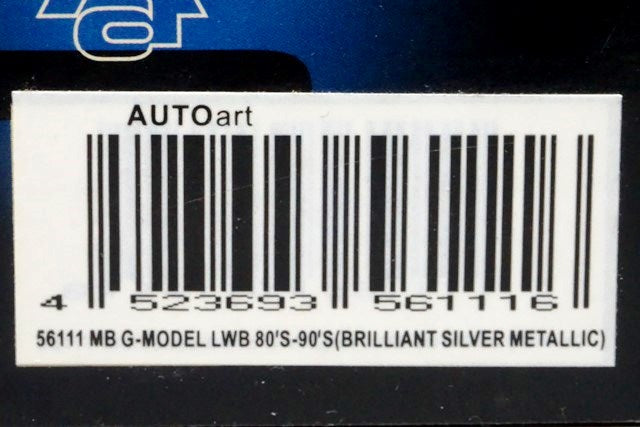 AUTOart
4 523693 561116
56111 MB G-MODEL LWB 80'S-90'S(BRILLIANT SILVER METALLIC)